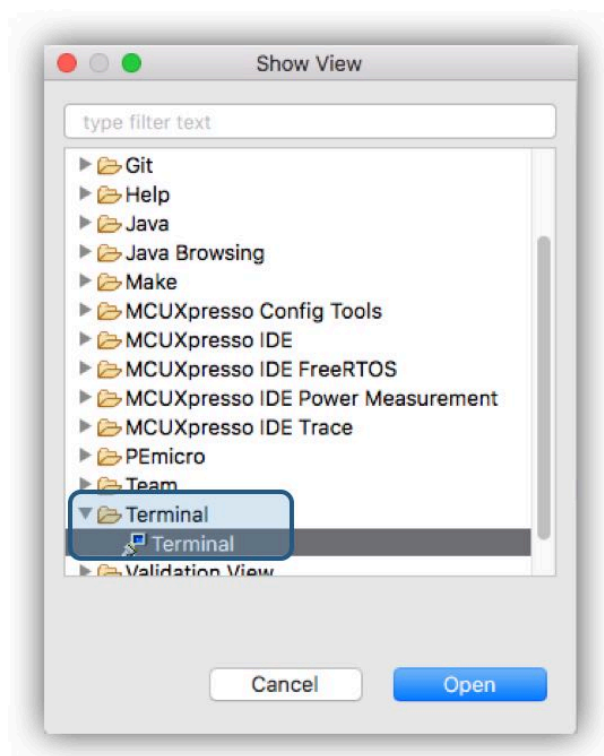 Show View
type filter text
Git
Help
Java
Java Browsing
Make
MCUXpresso Config Tools
MCUXpresso IDE
MCUXpresso IDE FreeRTOS
MCUXpresso IDE Power Measurement
MCUXpresso IDE Trace
PEmicro
Team
Terminal
Terminal
Validation View
Cancel Open